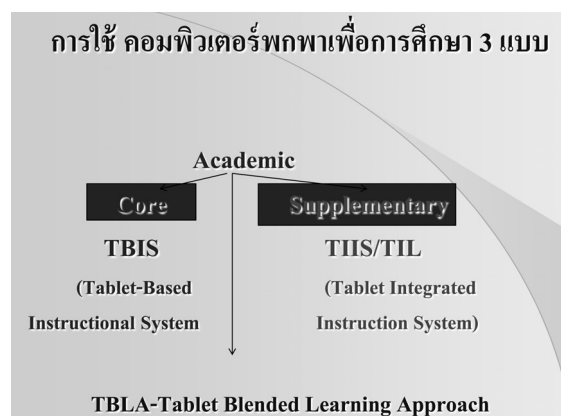 การใช้ คอมพิวเตอร์พกพาเพื่อการศึกษา 3 แบบ
Academic
Core
Supplementary
TBIS
TIIS/TIL
(Tablet-Based
(Tablet Integrated
Instructional System
Instruction System)
TBLA-Tablet Blended Learning Approach